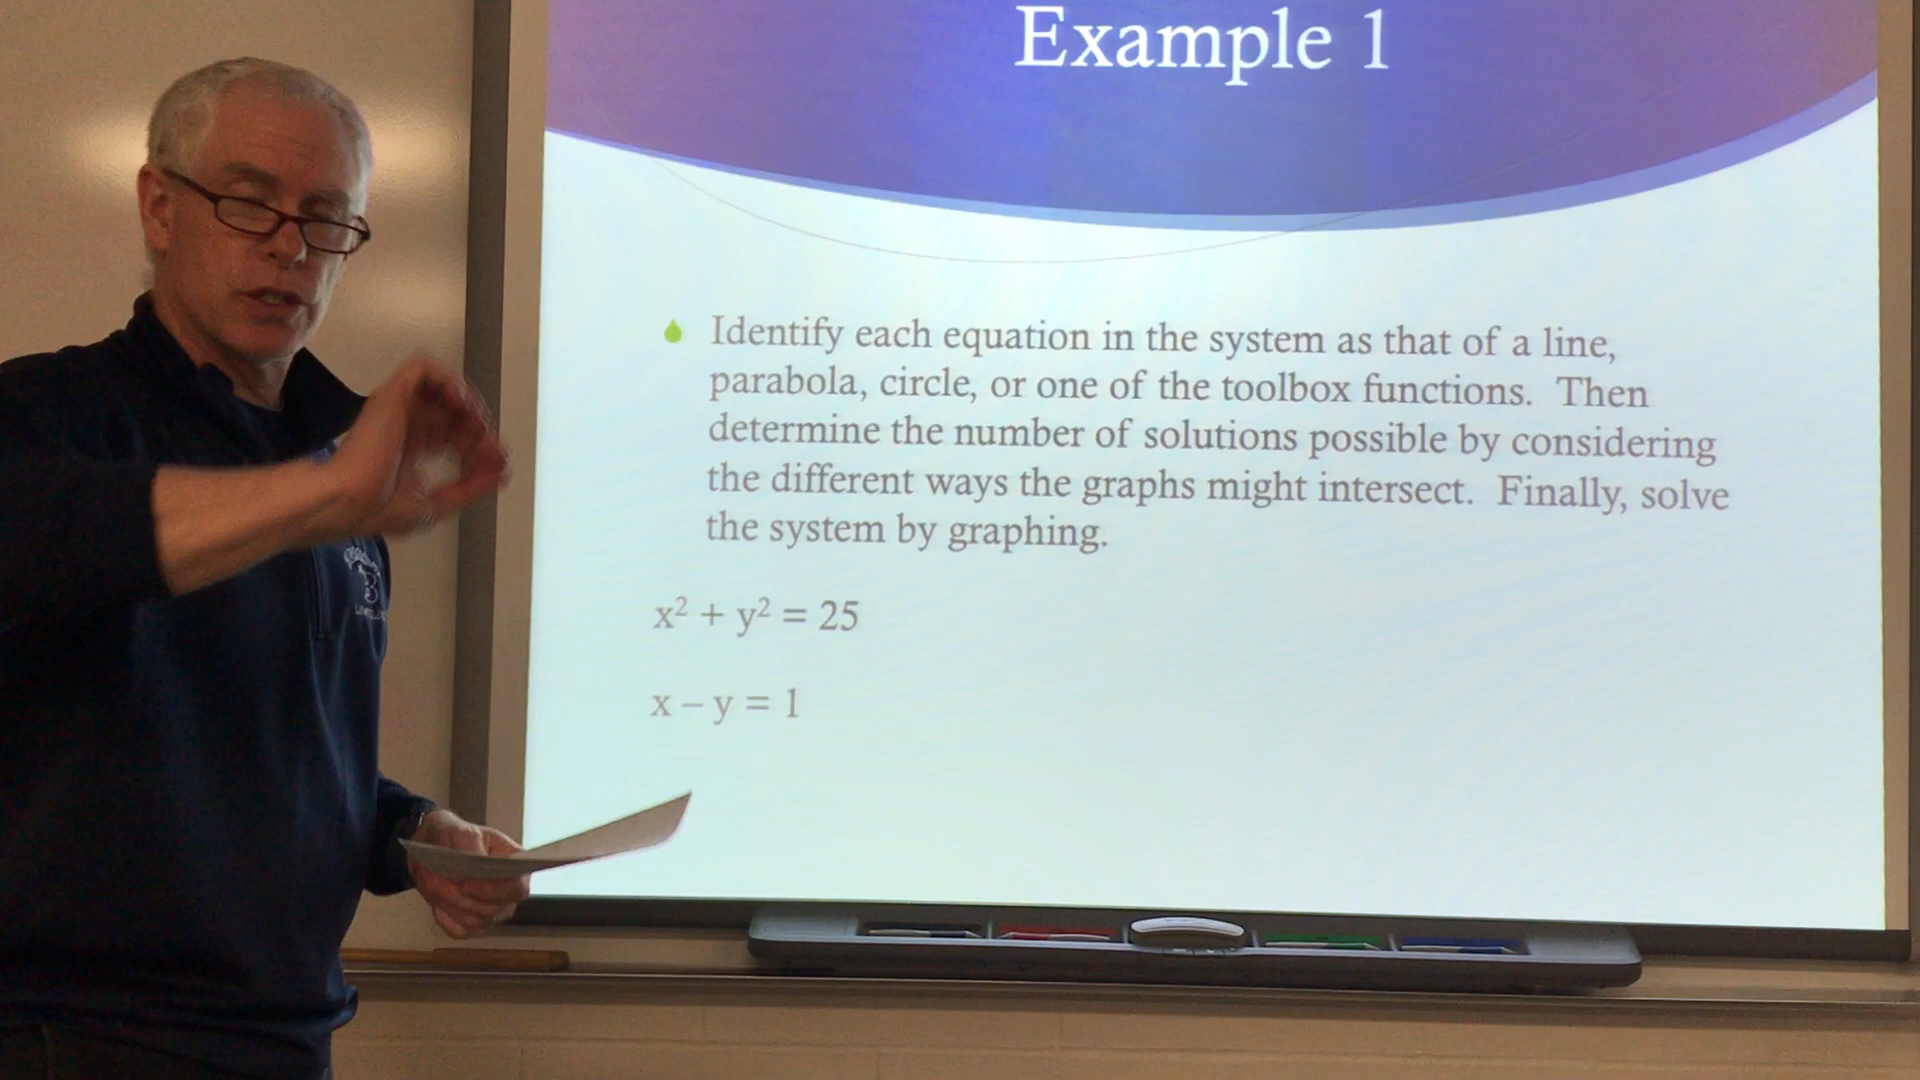 Example 1
Identify each equation in the system as that of a line,
parabola, circle, or one of the toolbox functions. Then
determine the number of solutions possible by considering
the different ways the graphs might intersect. Finally, solve
the system by graphing.
x² + y² = 25
x – y = 1